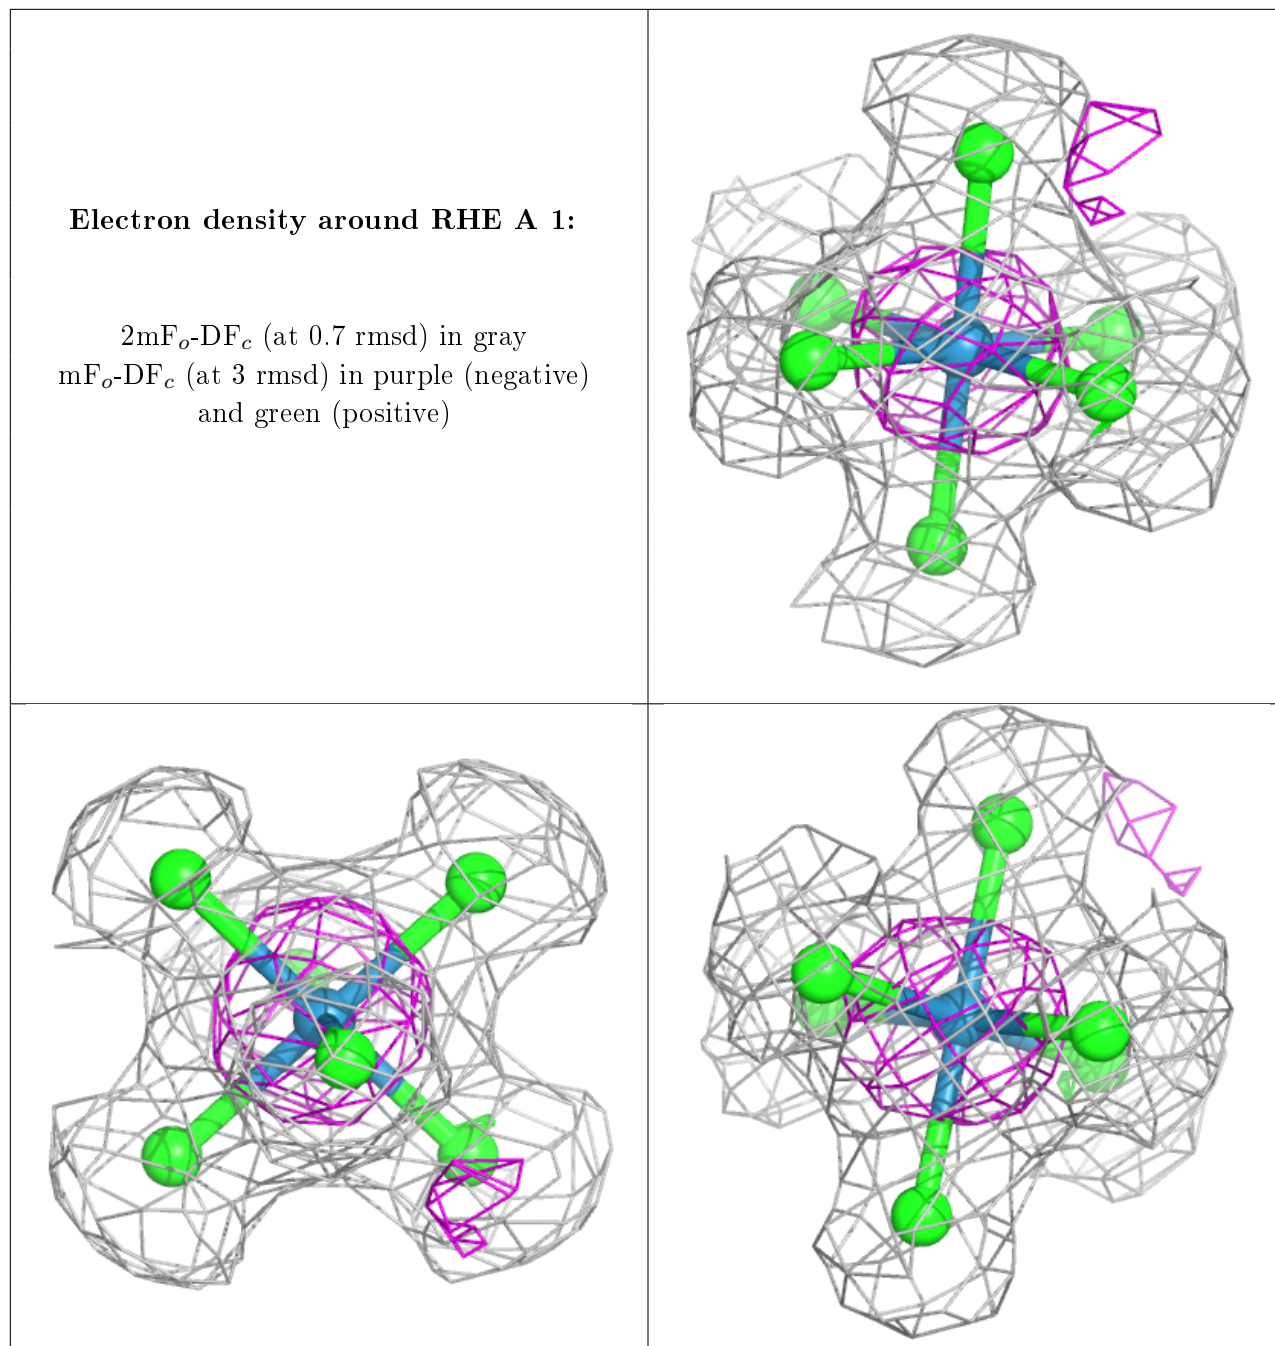 Electron density around RHE A 1:
2mFo-DFc (at 0.7 rmsd) in gray
mFo-DFc (at 3 rmsd) in purple (negative)
and green (positive)